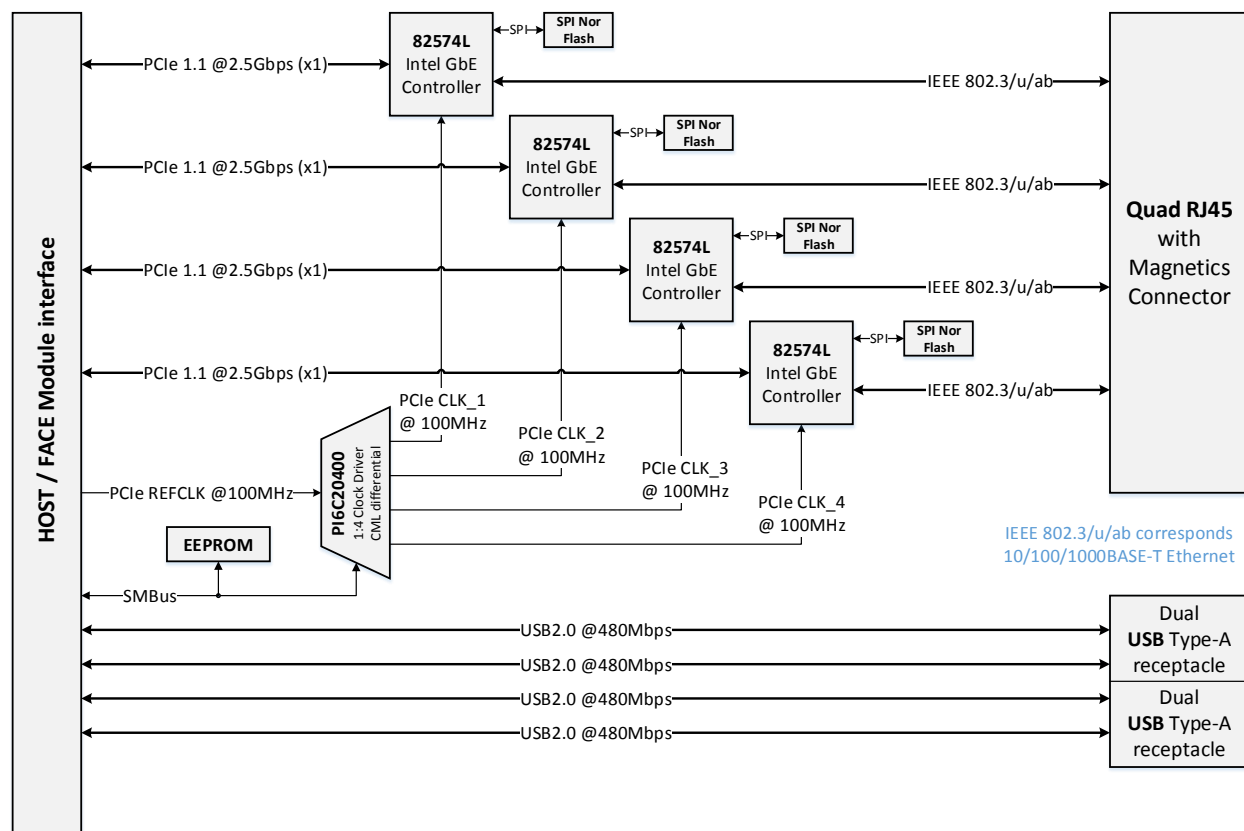 HOST / FACE Module interface
82574L
Intel GbE
Controller
SPI
SPI Nor
Flash
PCIe 1.1 @2.5Gbps (x1)
IEEE 802.3/u/ab
82574L
Intel GbE
Controller
SPI
SPI Nor
Flash
PCIe 1.1 @2.5Gbps (x1)
IEEE 802.3/u/ab
82574L
Intel GbE
Controller
SPI
SPI Nor
Flash
PCIe 1.1 @2.5Gbps (x1)
IEEE 802.3/u/ab
82574L
Intel GbE
Controller
SPI
SPI Nor
Flash
PCIe 1.1 @2.5Gbps (x1)
IEEE 802.3/u/ab
Quad RJ45
with
Magnetics
Connector
PCIe CLK_1
@ 100MHz
PCIe CLK_2
@ 100MHz
PCIe CLK_3
@ 100MHz
PCIe CLK_4
@ 100MHz
PCIe REFCLK @100MHz
PI6C20400
1:4 Clock Driver
CML differential
EEPROM
SMBus
IEEE 802.3/u/ab corresponds
10/100/1000BASE-T Ethernet
USB2.0 @480Mbps
USB2.0 @480Mbps
USB2.0 @480Mbps
USB2.0 @480Mbps
Dual
USB Type-A
receptacle
Dual
USB Type-A
receptacle